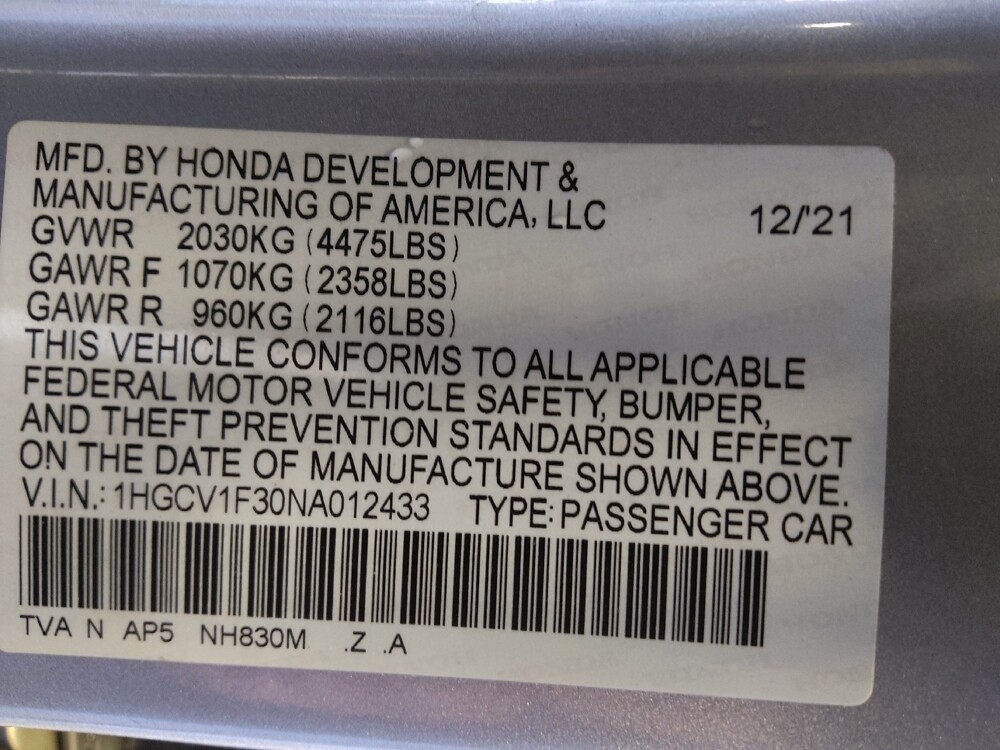 MFD. BY HONDA DEVELOPMENT &
MANUFACTURING OF AMERICA, LLC 12/'21
GVWR 2030KG (4475LBS)
GAWR F 1070KG (2358LBS)
GAWR R 960KG (2116LBS)
THIS VEHICLE CONFORMS TO ALL APPLICABLE
FEDERAL MOTOR VEHICLE SAFETY, BUMPER,
AND THEFT PREVENTION STANDARDS IN EFFECT
ON THE DATE OF MANUFACTURE SHOWN ABOVE.
V.I.N.: 1HGCV1F30NA012433 TYPE: PASSENGER CAR
TVA N AP5 NH830M .Z .A